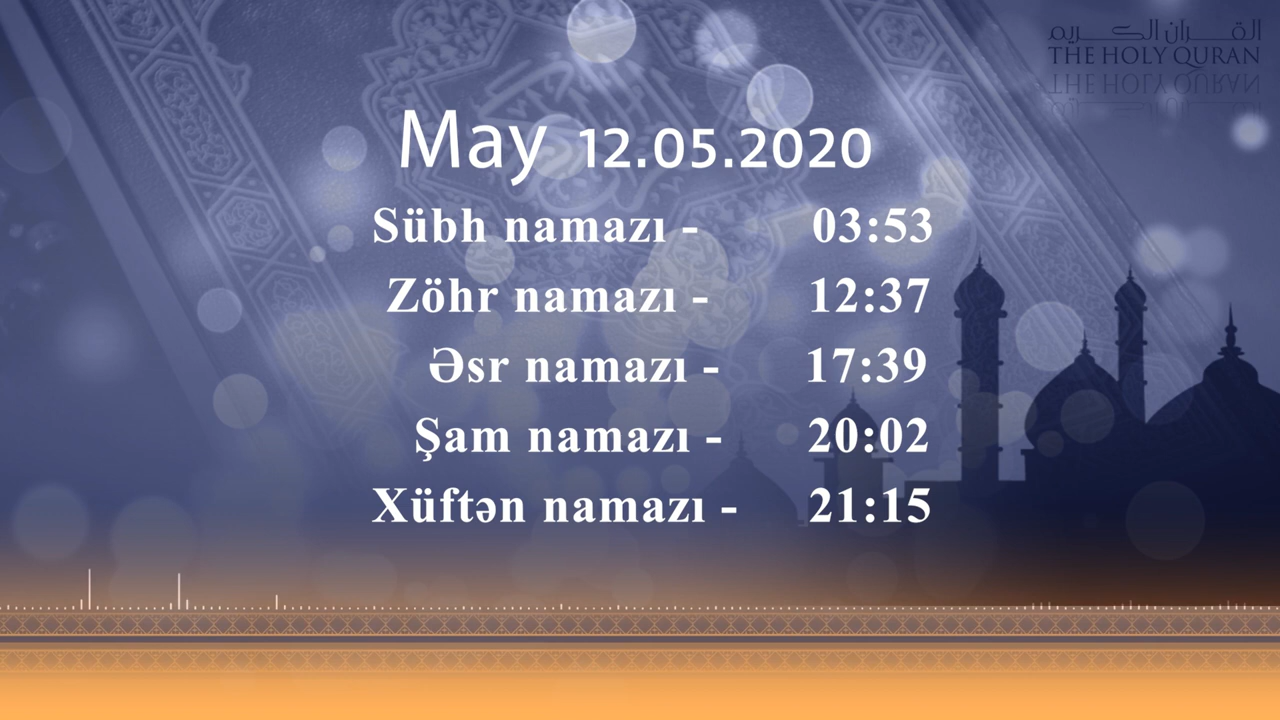 القرآن الكريم
THE HOLY QURAN
May 12.05.2020
Sübh namazı - 03:53
Zöhr namazı - 12:37
Əsr namazı - 17:39
Şam namazı - 20:02
Xüftən namazı - 21:15